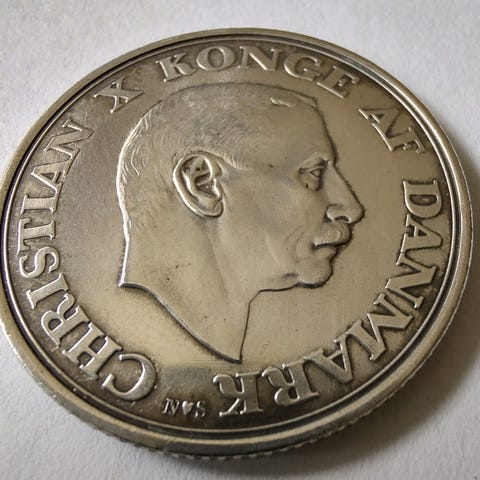 CHRISTIAN X KONGE AF DANMARK
N♥S